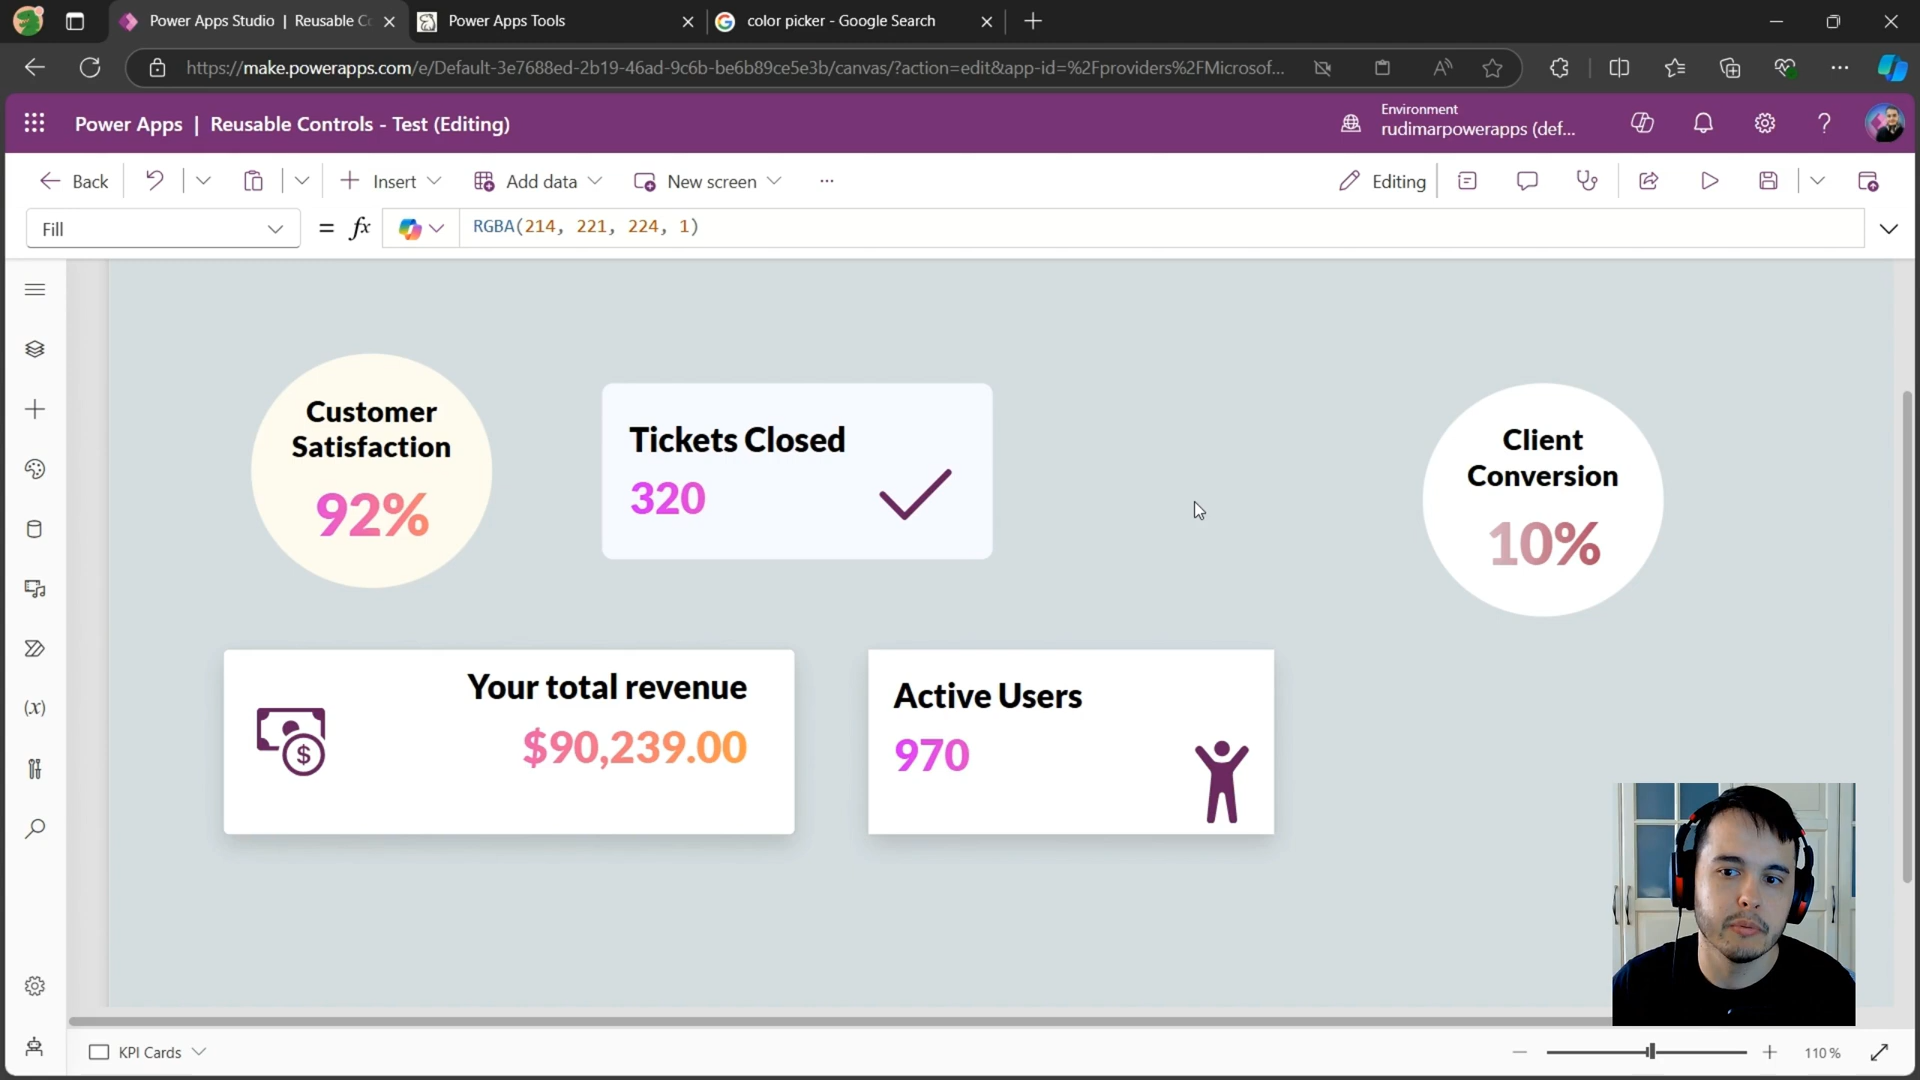 Power Apps Studio | Reusable Co
Power Apps Tools
color picker - Google Search
https://make.powerapps.com/e/Default-3e7688ed-2b19-46ad-9c6b-be6b89ce5e3b/canvas/?action=edit&app-id=%2Fproviders%2FMicrosof...
Power Apps | Reusable Controls - Test (Editing)
Environment
rudimarpowerapps (def...
Back
Insert
Add data
New screen
Editing
Fill
= fx
RGBA(214, 221, 224, 1)
Customer
Satisfaction
92%
Tickets Closed
320
Client
Conversion
10%
Your total revenue
$90,239.00
$
Active Users
970
(x)
KPI Cards
110 %